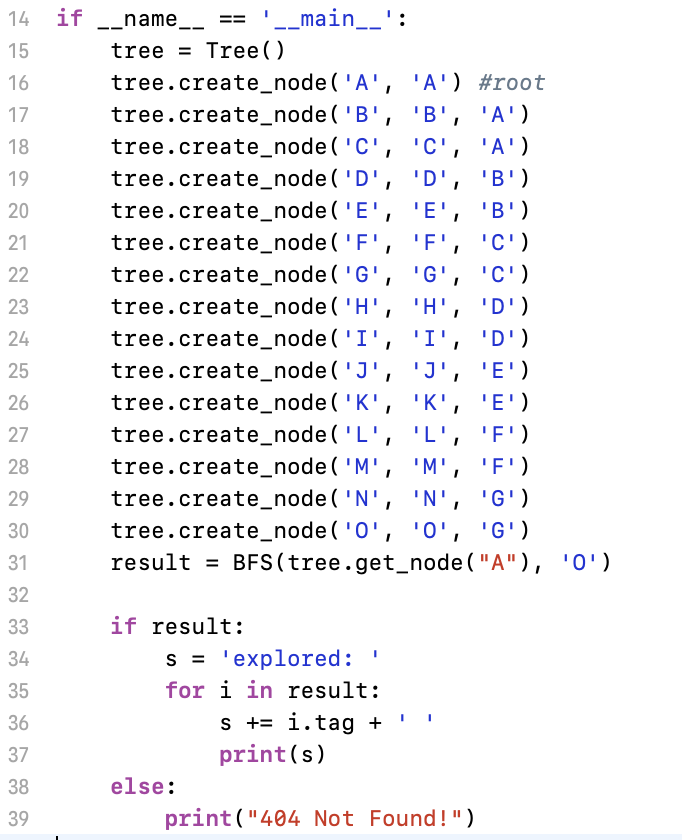 14 if __name__ == '__main__':
15     tree = Tree()
16     tree.create_node('A', 'A') #root
17     tree.create_node('B', 'B', 'A')
18     tree.create_node('C', 'C', 'A')
19     tree.create_node('D', 'D', 'B')
20     tree.create_node('E', 'E', 'B')
21     tree.create_node('F', 'F', 'C')
22     tree.create_node('G', 'G', 'C')
23     tree.create_node('H', 'H', 'D')
24     tree.create_node('I', 'I', 'D')
25     tree.create_node('J', 'J', 'E')
26     tree.create_node('K', 'K', 'E')
27     tree.create_node('L', 'L', 'F')
28     tree.create_node('M', 'M', 'F')
29     tree.create_node('N', 'N', 'G')
30     tree.create_node('O', 'O', 'G')
31     result = BFS(tree.get_node("A"), 'O')
32
33     if result:
34         s = 'explored: '
35         for i in result:
36             s += i.tag + ' '
37             print(s)
38     else:
39         print("404 Not Found!")